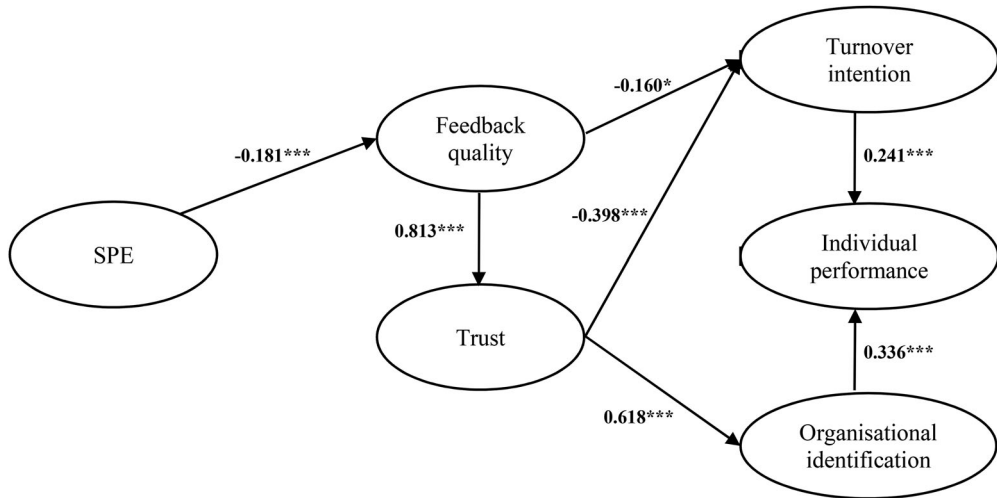 Turnover
intention
-0.160*
Feedback
quality
-0.181***
0.241***
0.813***
-0.398***
SPE
Individual
performance
Trust
0.336***
0.618***
Organisational
identification